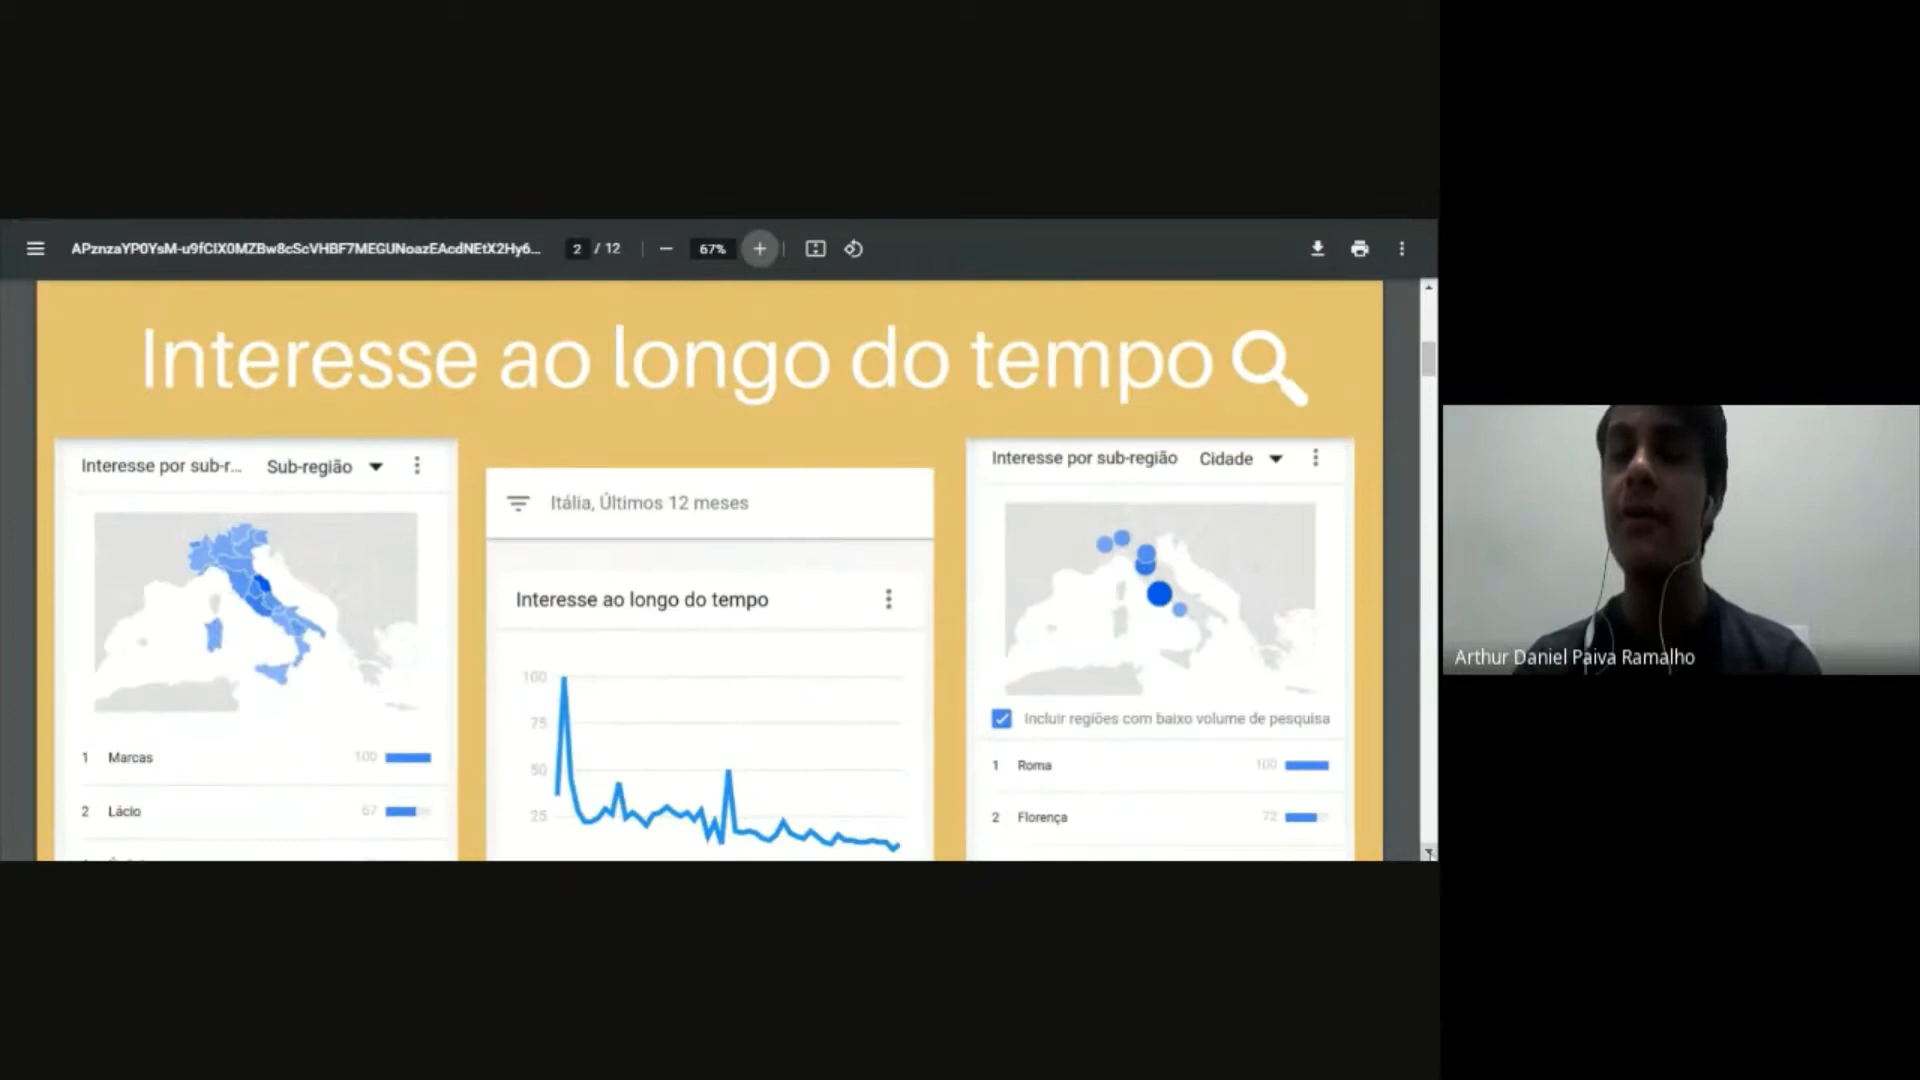 APznzaYP0YsM-u9fCIX0MZBw8cScVHBF7MEGUNoazEAcdNEtX2Hy6...
2 / 12
67%
Interesse ao longo do tempo
Interesse por sub-r...
Sub-região
1 Marcas 100
2 Lácio 67
Itália, Últimos 12 meses
Interesse ao longo do tempo
100
75
50
25
Interesse por sub-região
Cidade
Incluir regiões com baixo volume de pesquisa
1 Roma 100
2 Florença 72
Arthur Daniel Paiva Ramalho